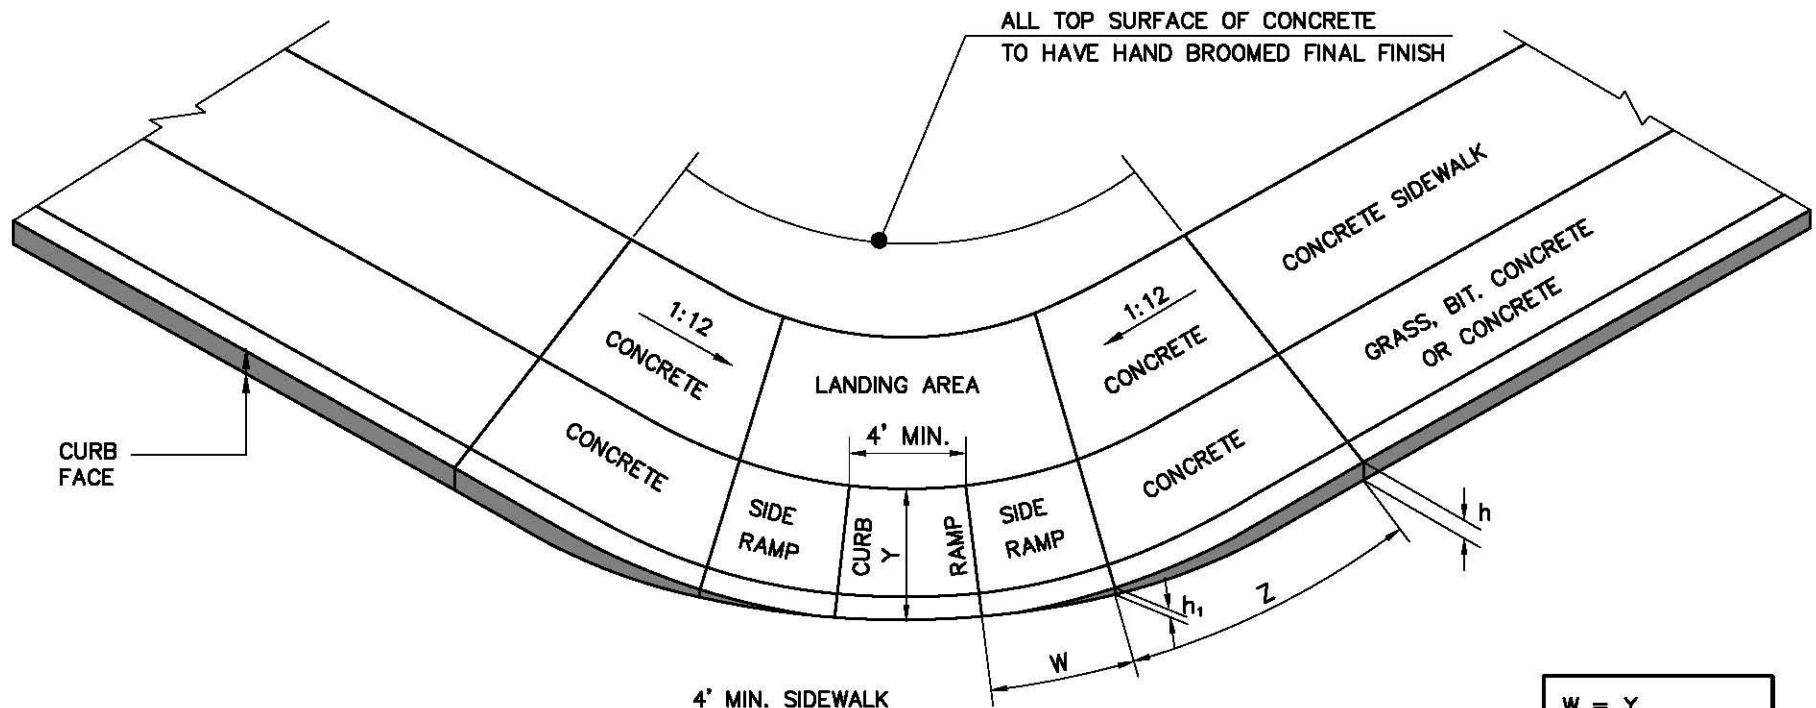 ALL TOP SURFACE OF CONCRETE
TO HAVE HAND BROOMED FINAL FINISH
CONCRETE SIDEWALK
GRASS, BIT. CONCRETE
OR CONCRETE
1:12
CONCRETE
1:12
CONCRETE
LANDING AREA
4' MIN.
CURB
FACE
CONCRETE
CONCRETE
SIDE
RAMP
CURB
Y
RAMP
SIDE
RAMP
h
h₁
Z
W
4' MIN. SIDEWALK
W = Y